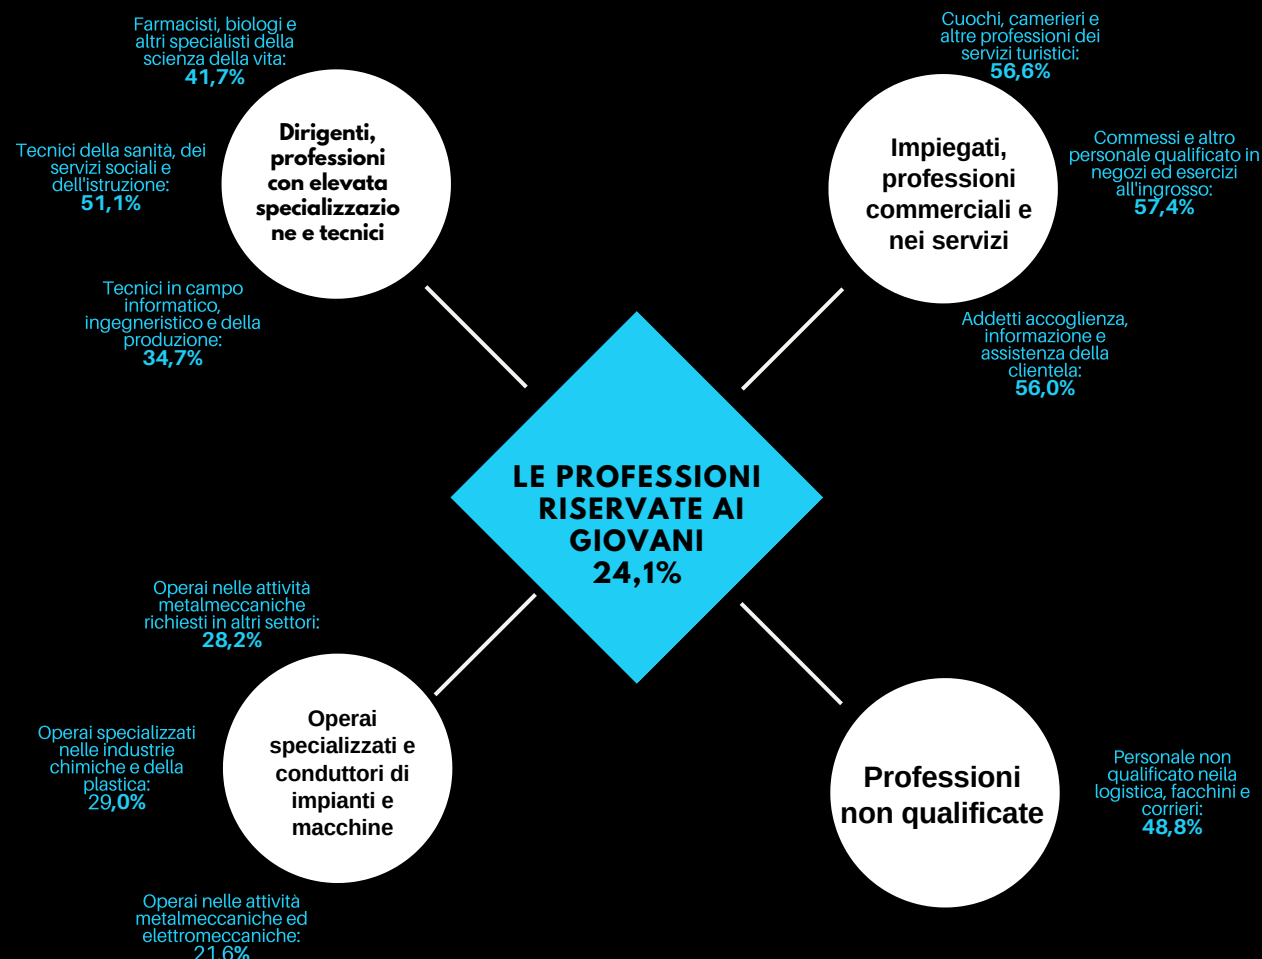 Farmacisti, biologi e
altri specialisti della
scienza della vita:
41,7%
Dirigenti,
professioni
con elevata
specializzazio
ne e tecnici
Tecnici della sanità, dei
servizi sociali e
dell'istruzione:
51,1%
Tecnici in campo
informatico,
ingegneristico e della
produzione:
34,7%
Cuochi, camerieri e
altre professioni dei
servizi turistici:
56,6%
Impiegati,
professioni
commerciali e
nei servizi
Commessi e altro
personale qualificato in
negozi ed esercizi
all'ingrosso:
57,4%
Addetti accoglienza,
informazione e
assistenza della
clientela:
56,0%
LE PROFESSIONI
RISERVATE AI
GIOVANI
24,1%
Operai nelle attività
metalmeccaniche
richiesti in altri settori:
28,2%
Operai
specializzati e
conduttori di
impianti e
macchine
Operai specializzati
nelle industrie
chimiche e della
plastica:
29,0%
Operai nelle attività
metalmeccaniche ed
elettromeccaniche:
21,6%
Professioni
non qualificate
Personale non
qualificato neila
logistica, facchini e
corrieri:
48,8%